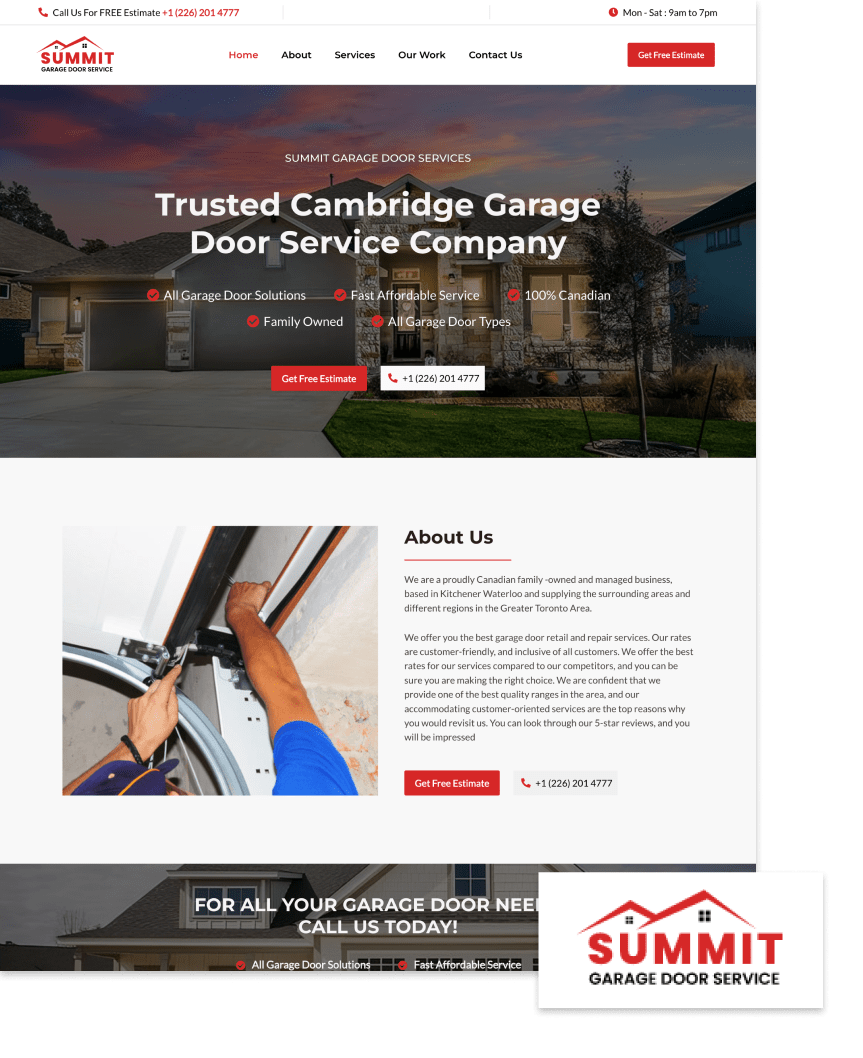 Call Us For FREE Estimate +1 (226) 201 4777
Mon - Sat : 9am to 7pm
SUMMIT
GARAGE DOOR SERVICE
Home About Services Our Work Contact Us
Get Free Estimate
SUMMIT GARAGE DOOR SERVICES
Trusted Cambridge Garage
Door Service Company
All Garage Door Solutions Fast Affordable Service 100% Canadian
Family Owned All Garage Door Types
Get Free Estimate +1 (226) 201 4777
About Us
We are a proudly Canadian family -owned and managed business,
based in Kitchener Waterloo and supplying the surrounding areas and
different regions in the Greater Toronto Area.
We offer you the best garage door retail and repair services. Our rates
are customer-friendly, and inclusive of all customers. We offer the best
rates for our services compared to our competitors, and you can be
sure you are making the right choice. We are confident that we
provide one of the best quality ranges in the area, and our
accommodating customer-oriented services are the top reasons why
you would revisit us. You can look through our 5-star reviews, and you
will be impressed
Get Free Estimate +1 (226) 201 4777
FOR ALL YOUR GARAGE DOOR
CALL US TODAY!
All Garage Door Solutions Fast Affordable Service
SUMMIT
GARAGE DOOR SERVICE